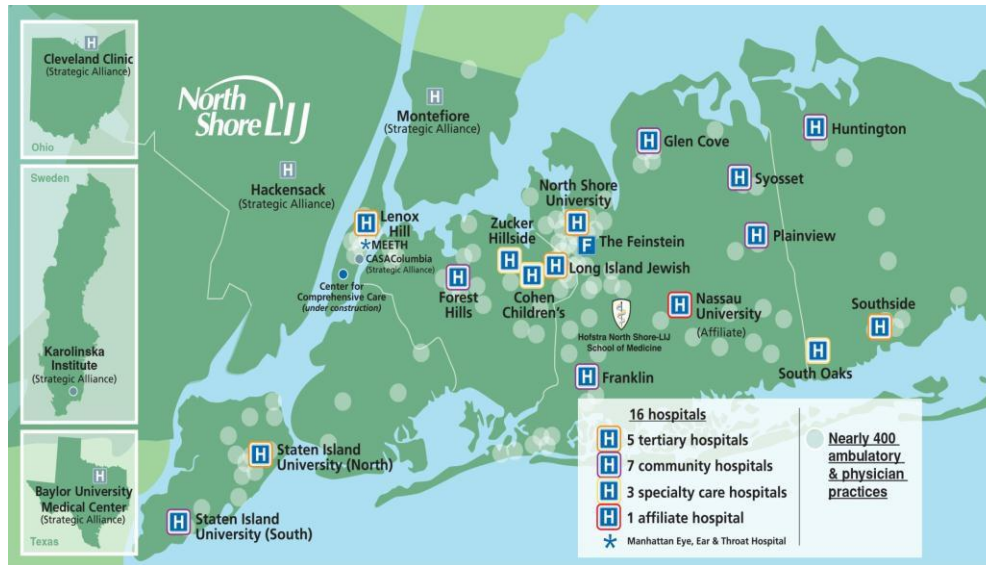 H
Cleveland Clinic
(Strategic Alliance)
Ohio
Sweden
Karolinska
Institute
(Strategic Alliance)
H
Baylor University
Medical Center
(Strategic Alliance)
Texas
North
Shore LIJ
H
Montefiore
(Strategic Alliance)
H
Hackensack
(Strategic Alliance)
H
Lenox
Hill
*MEETH
CASAColumbia
(Strategic Alliance)
Center for
Comprehensive Care
(under construction)
H
Forest
Hills
North Shore
University
H
Zucker
Hillside
H
F
The Feinstein
H
Long Island Jewish
H
Cohen
Children's
H
Glen Cove
H
Huntington
H
Syosset
H
Plainview
H
Nassau
University
(Affiliate)
Hofstra North Shore-LIJ
School of Medicine
Southside
H
H
South Oaks
H
Franklin
H
Staten Island
University (North)
H
Staten Island
University (South)
16 hospitals
H 5 tertiary hospitals
H 7 community hospitals
H 3 specialty care hospitals
H 1 affiliate hospital
* Manhattan Eye, Ear & Throat Hospital
Nearly 400
ambulatory
& physician
practices